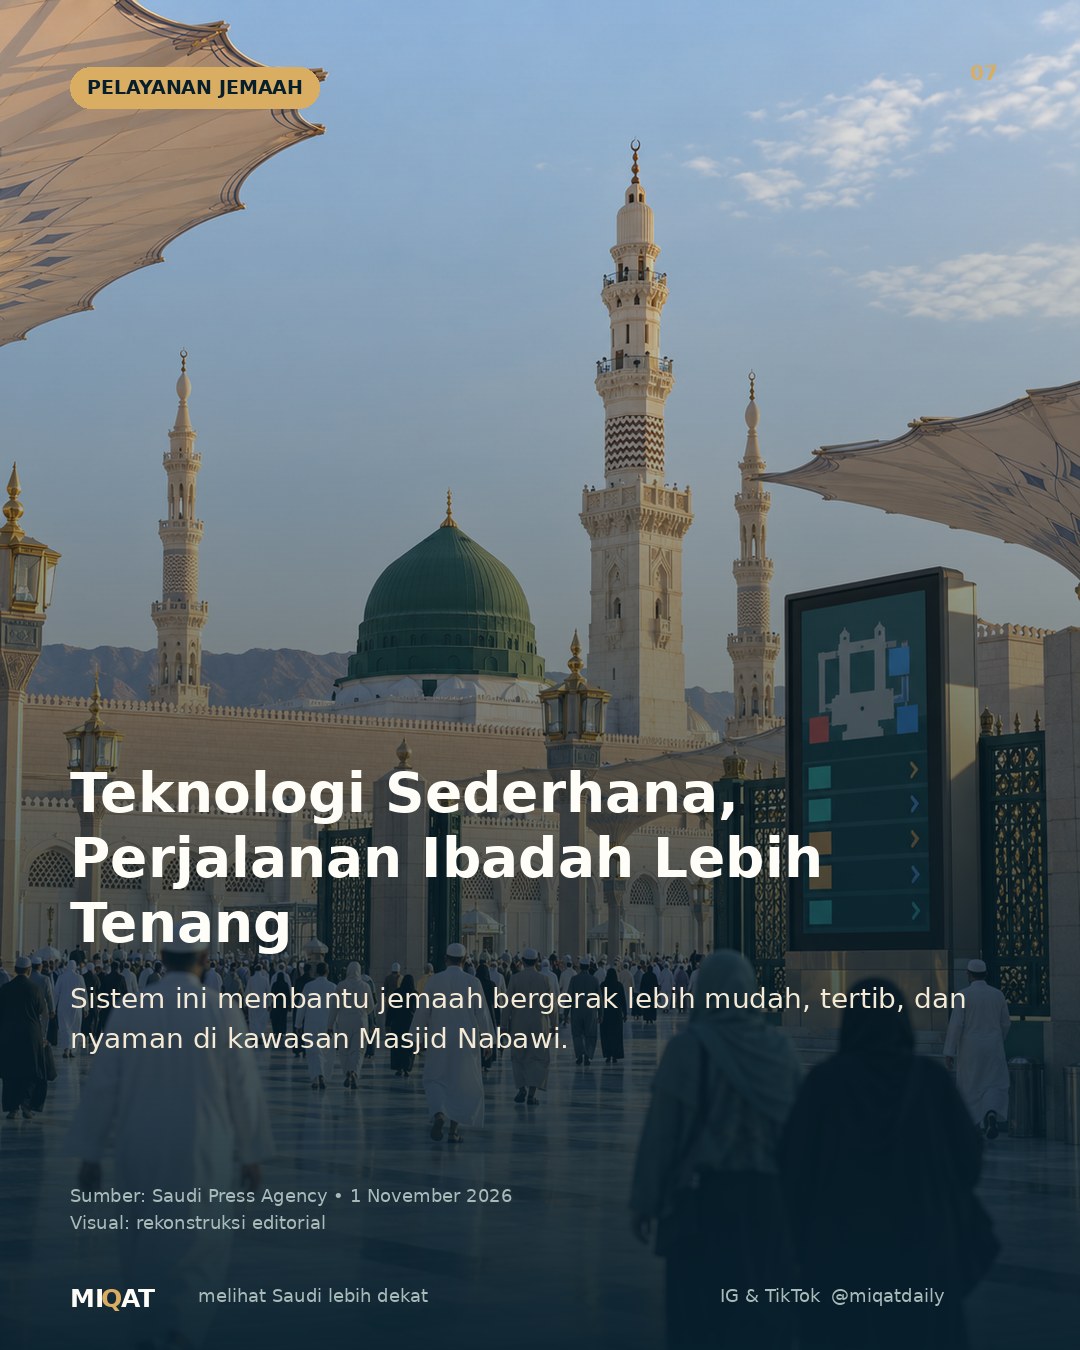 PELAYANAN JEMAAH
07
Teknologi Sederhana,
Perjalanan Ibadah Lebih
Tenang
Sistem ini membantu jemaah bergerak lebih mudah, tertib, dan
nyaman di kawasan Masjid Nabawi.
Sumber: Saudi Press Agency • 1 November 2026
Visual: rekonstruksi editorial
MIQAT
melihat Saudi lebih dekat
IG & TikTok @miqatdaily